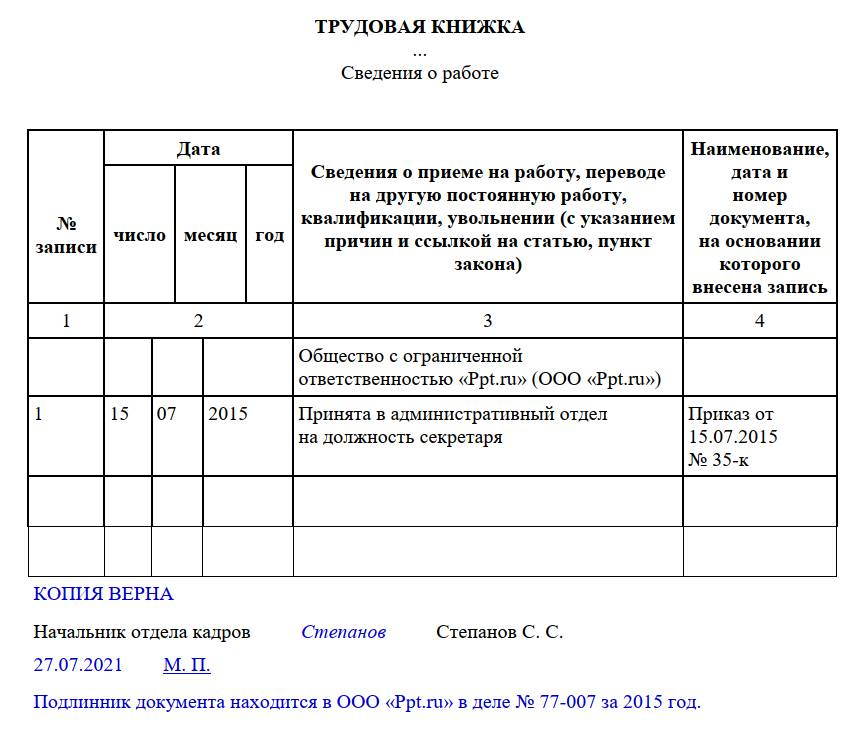 ТРУДОВАЯ КНИЖКА
...
Сведения о работе
№
записи
Дата
число месяц год
Сведения о приеме на работу, переводе
на другую постоянную работу,
квалификации, увольнении (с указанием
причин и ссылкой на статью, пункт
закона)
Наименование,
дата и
номер
документа,
на основании
которого
внесена запись
1 2 3 4
Общество с ограниченной
ответственностью «Ppt.ru» (ООО «Ppt.ru»)
1 15 07 2015 Принята в административный отдел
на должность секретаря
Приказ от
15.07.2015
№ 35-к
КОПИЯ ВЕРНА
Начальник отдела кадров Степанов Степанов С. С.
27.07.2021 М. П.
Подлинник документа находится в ООО «Ppt.ru» в деле № 77-007 за 2015 год.